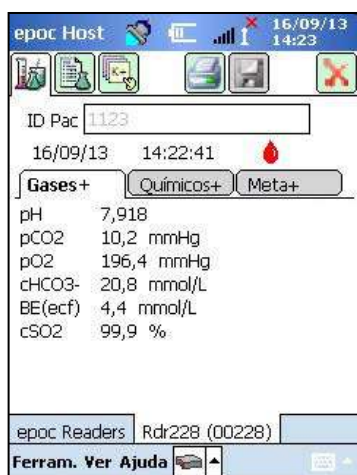 epoc Host 16/09/13
14:23
K+
ID Pac 1123
16/09/13 14:22:41
Gases+ Químicos+ Meta+
pH 7,918
pCO2 10,2 mmHg
pO2 196,4 mmHg
cHCO3- 20,8 mmol/L
BE(ecf) 4,4 mmol/L
cSO2 99,9 %
epoc Readers Rdr228 (00228)
Ferram. Ver Ajuda